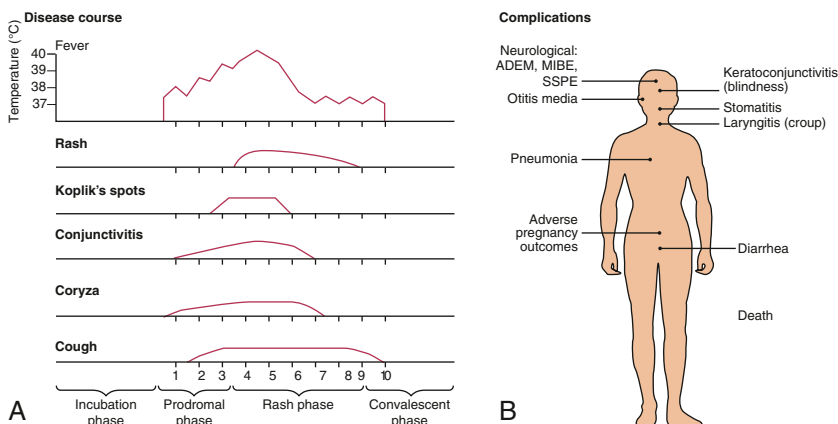 Disease course
Fever
Temperature (°C)
40
39
38
37
Rash
Koplik's spots
Conjunctivitis
Coryza
Cough
1 2 3 4 5 6 7 8 9 10
Incubation
phase
Prodromal
phase
Rash phase
Convalescent
phase
A
Complications
Neurological:
ADEM, MIBE,
SSPE
Otitis media
Keratoconjunctivitis
(blindness)
Stomatitis
Laryngitis (croup)
Pneumonia
Adverse
pregnancy
outcomes
Diarrhea
Death
B